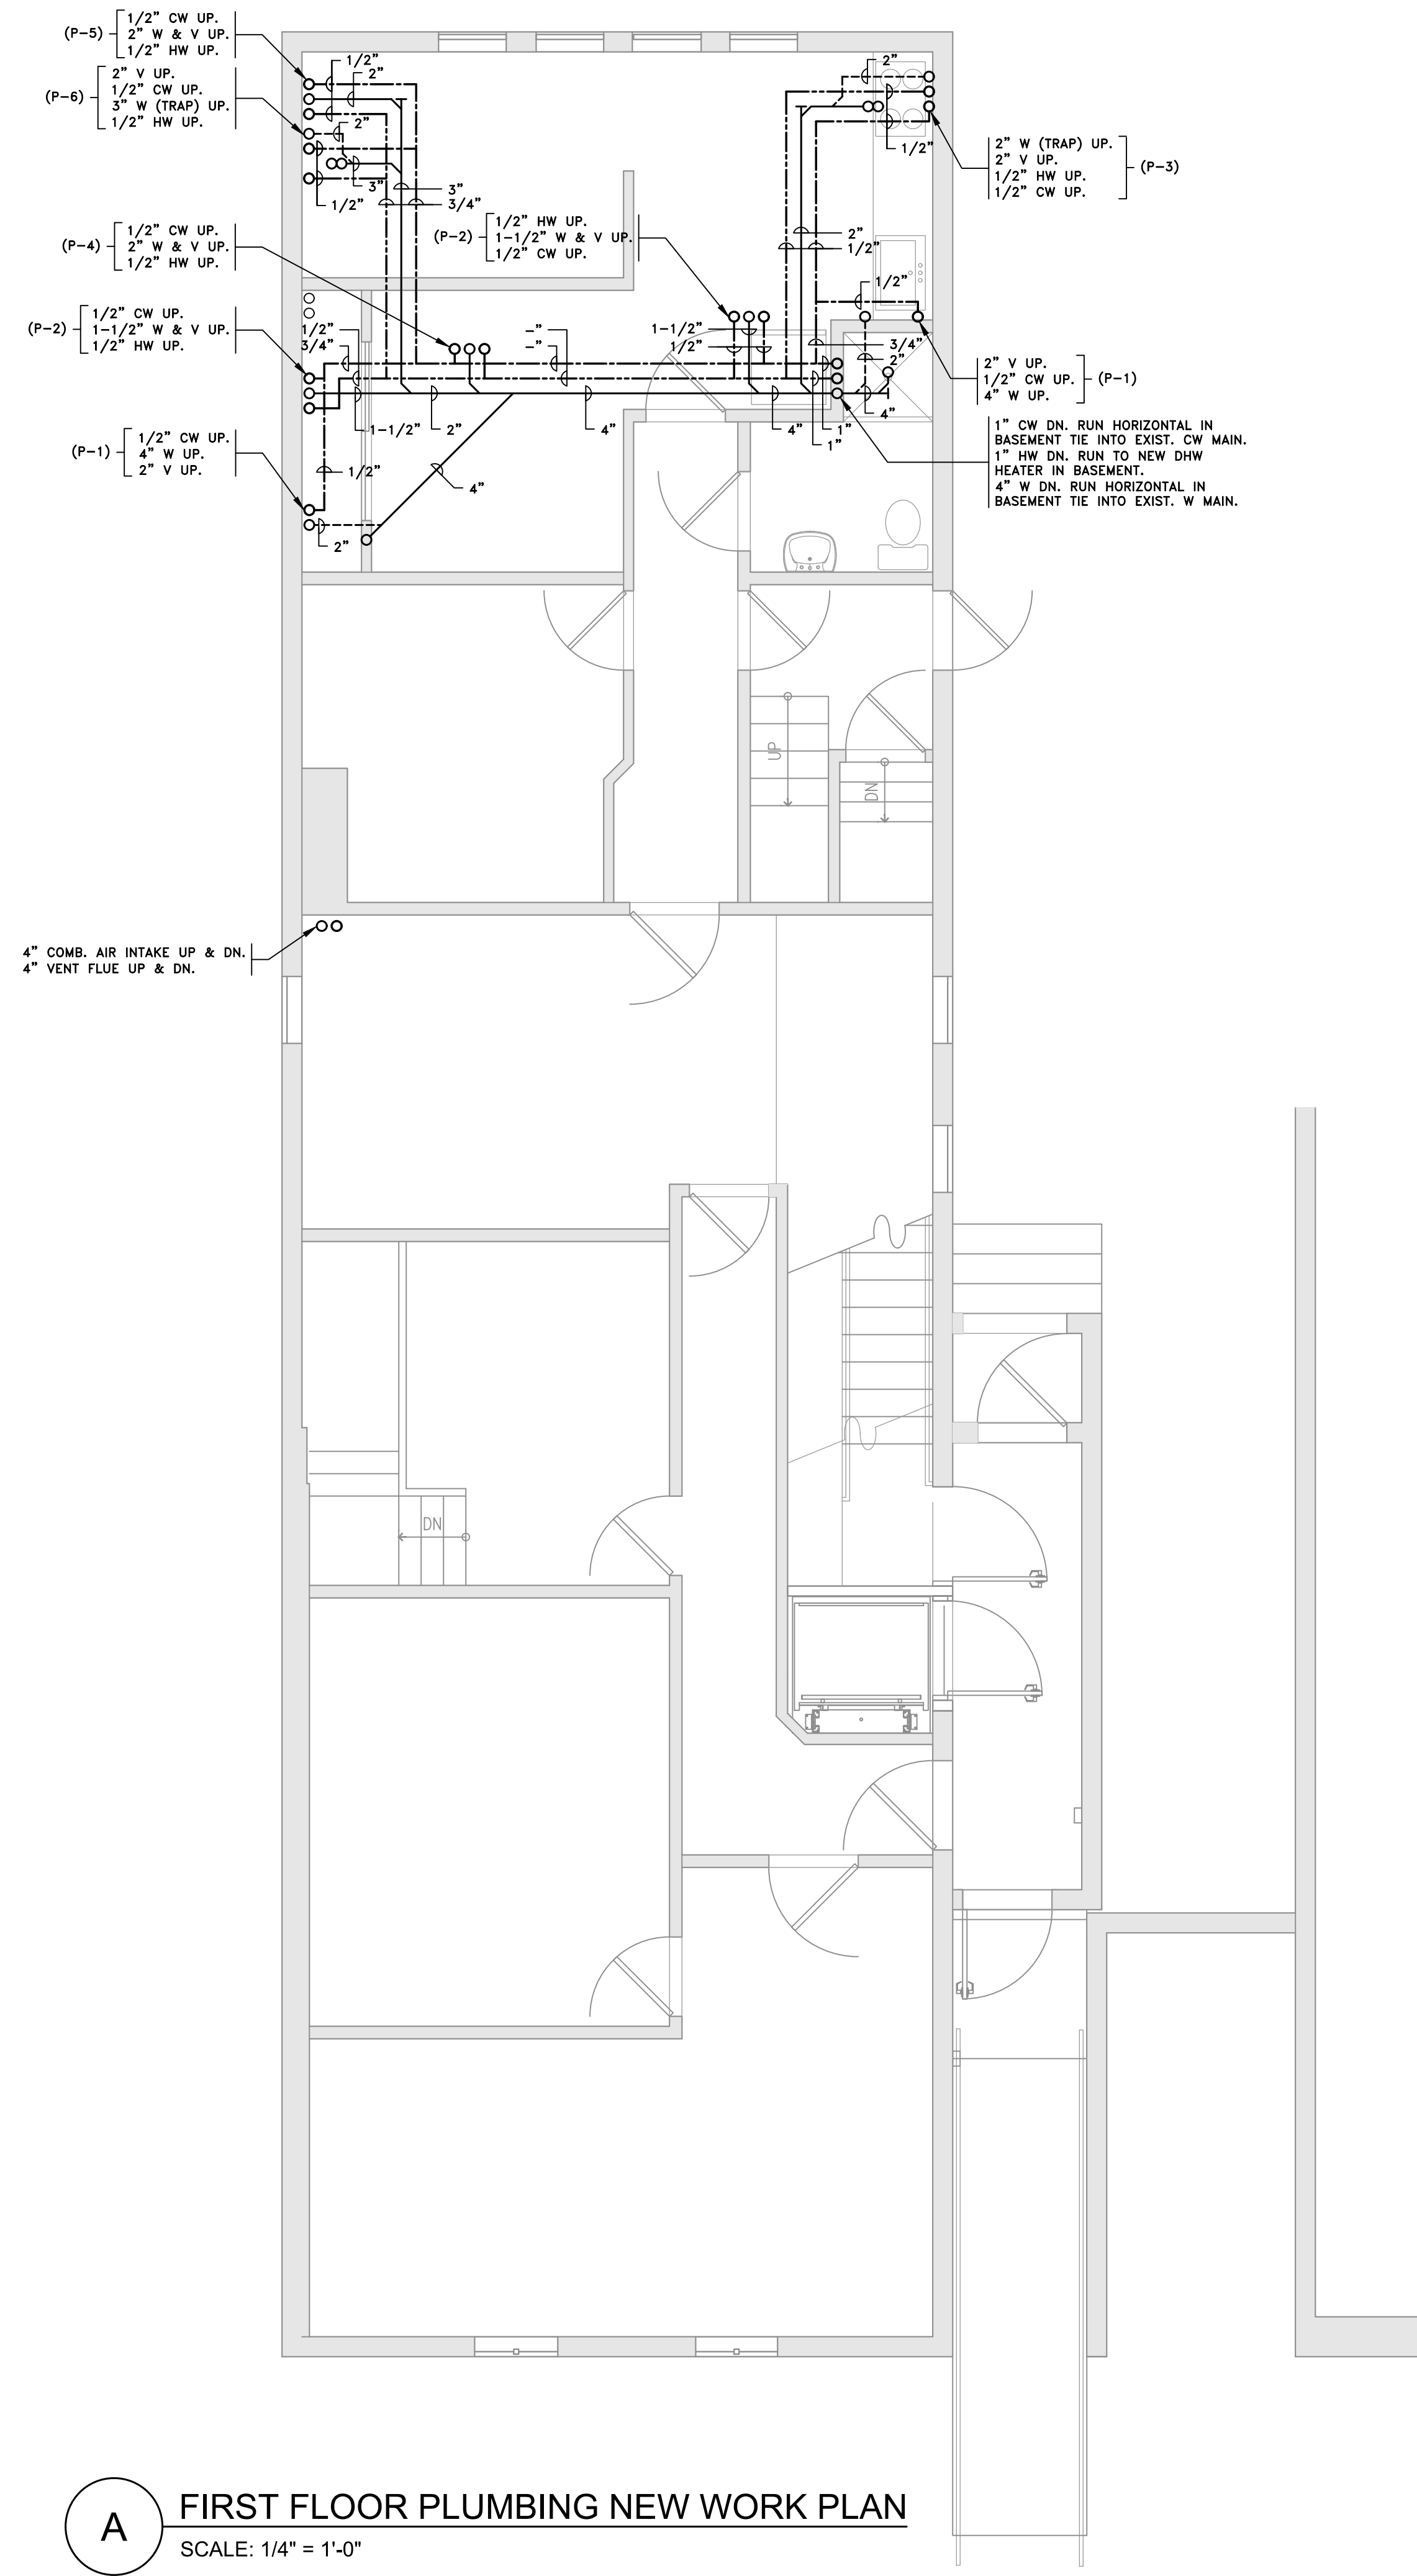 (P-5)
1/2” CW UP.
2” W & V UP.
1/2” HW UP.
(P-6)
2” V UP.
1/2” CW UP.
3” W (TRAP) UP.
1/2” HW UP.
1/2”
2”
2”
3”
1/2”
3”
3/4”
2”
1/2”
2” W (TRAP) UP.
2” V UP.
1/2” HW UP.
1/2” CW UP.
(P-3)
(P-4)
1/2” CW UP.
2” W & V UP.
1/2” HW UP.
(P-2)
1/2” HW UP.
1-1/2” W & V UP.
1/2” CW UP.
2”
1/2”
1/2”
(P-2)
1/2” CW UP.
1-1/2” W & V UP.
1/2” HW UP.
1/2”
3/4”
-”
-”
1-1/2”
1/2”
3/4”
2”
2” V UP.
1/2” CW UP.
4” W UP.
(P-1)
1-1/2”
2”
4”
4”
1”
1”
4”
(P-1)
1/2” CW UP.
4” W UP.
2” V UP.
1/2”
4”
2”
1” CW DN. RUN HORIZONTAL IN
BASEMENT TIE INTO EXIST. CW MAIN.
1” HW DN. RUN TO NEW DHW
HEATER IN BASEMENT.
4” W DN. RUN HORIZONTAL IN
BASEMENT TIE INTO EXIST. W MAIN.
UP
DN
4” COMB. AIR INTAKE UP & DN.
4” VENT FLUE UP & DN.
DN
A
FIRST FLOOR PLUMBING NEW WORK PLAN
SCALE: 1/4" = 1'-0"